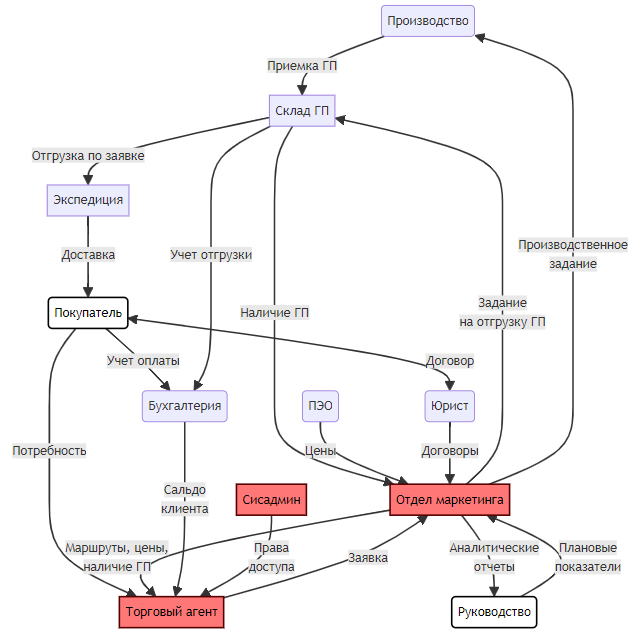 Производство
Приемка ГП
Склад ГП
Отгрузка по заявке
Экспедиция
Доставка
Учет отгрузки
Производственное
задание
Покупатель
Наличие ГП
Задание
на отгрузку ГП
Учет оплаты
Договор
Бухгалтерия
ПЭО
Юрист
Потребность
Цены
Договоры
Сальдо
клиента
Сисадмин
Отдел маркетинга
Маршруты, цены,
наличие ГП
Права
доступа
Заявка
Аналитические
отчеты
Плановые
показатели
Торговый агент
Руководство